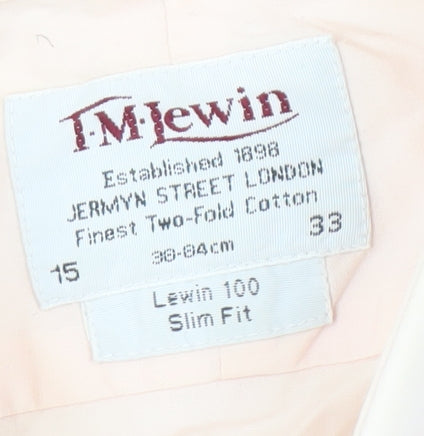 T·M·Lewin
Established 1898
JERMYN STREET LONDON
Finest Two-Fold Cotton
15 38-84cm 33
Lewin 100
Slim Fit